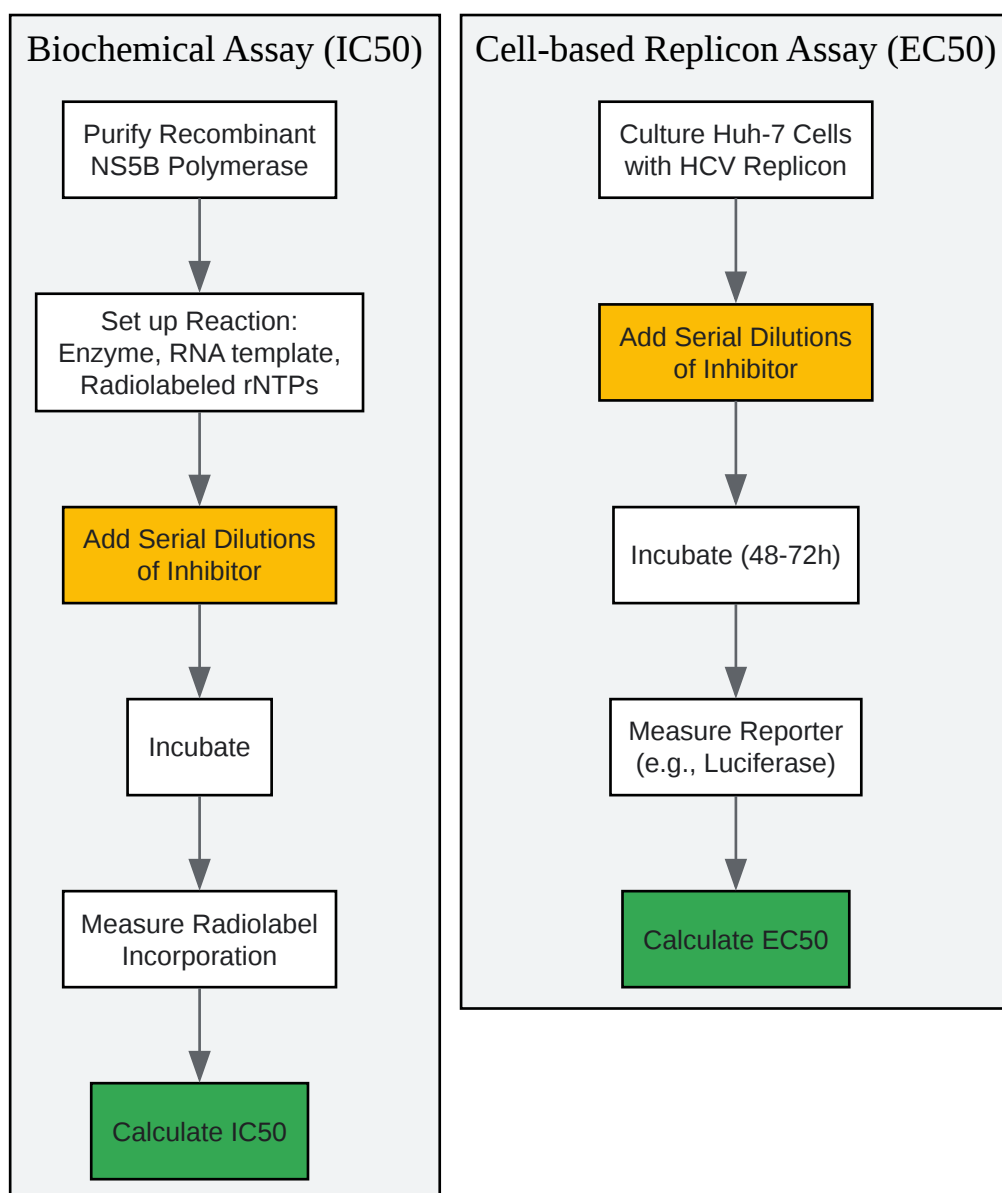 Biochemical Assay (IC50)
Purify Recombinant
NS5B Polymerase
Set up Reaction:
Enzyme, RNA template,
Radiolabeled rNTPs
Add Serial Dilutions
of Inhibitor
Incubate
Measure Radiolabel
Incorporation
Calculate IC50
Cell-based Replicon Assay (EC50)
Culture Huh-7 Cells
with HCV Replicon
Add Serial Dilutions
of Inhibitor
Incubate (48-72h)
Measure Reporter
(e.g., Luciferase)
Calculate EC50